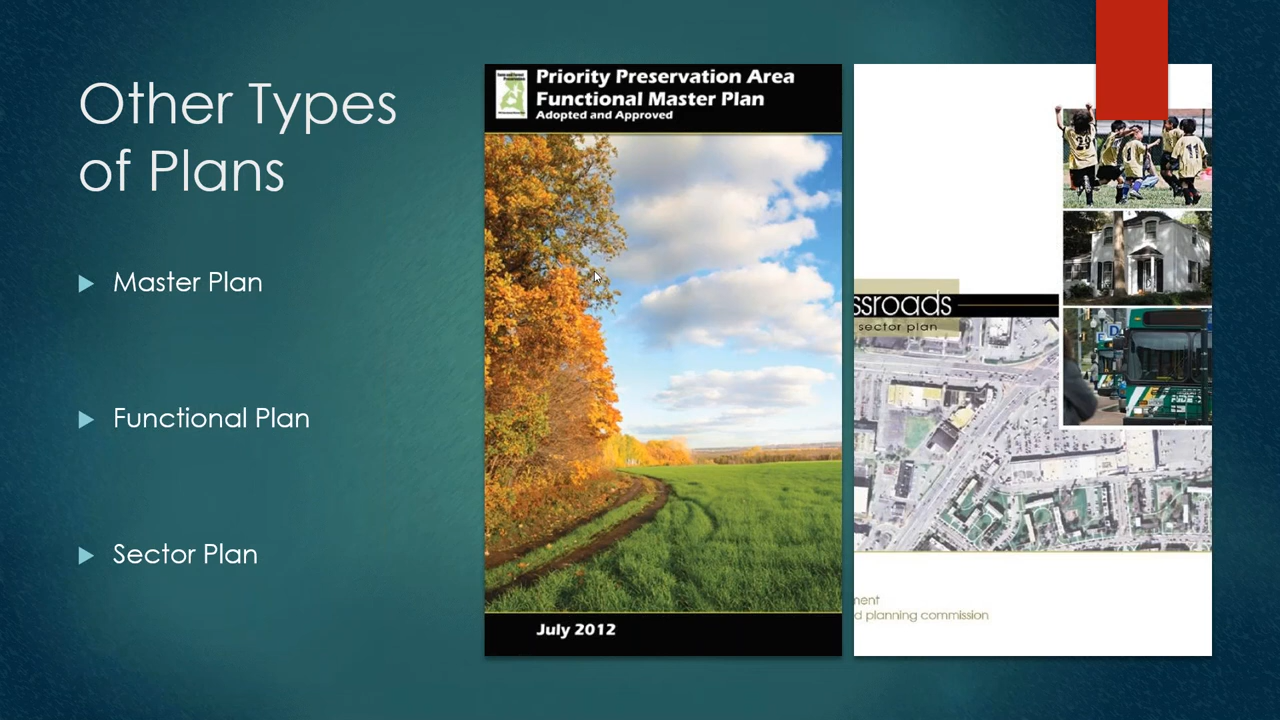 Other Types
of Plans
Master Plan
Functional Plan
Sector Plan
Priority Preservation Area
Functional Master Plan
Adopted and Approved
July 2012
ssroads
sector plan
ment
d planning commission